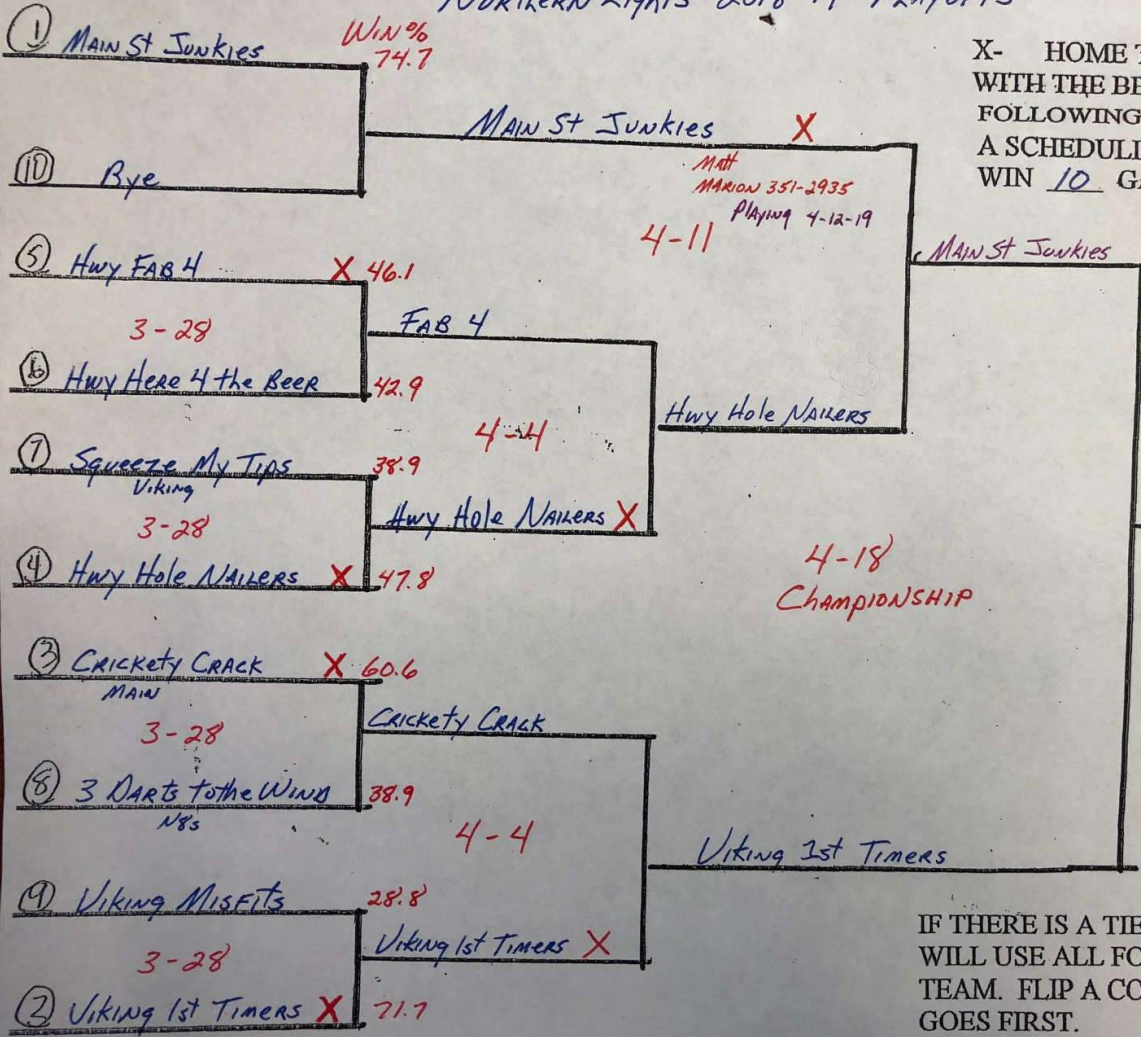 Northern Lights 2018-19 Playoffs
① Main St Junkies
Win%
74.7
⑩ Bye
Main St Junkies X
Matt
Marion 351-2935
Playing 4-12-19
4-11
X- HOME
WITH THE BE
FOLLOWING
A SCHEDULI
WIN 10 GA
Main St Junkies
⑤ Hwy Fab 4 X 46.1
3-28
⑥ Hwy Here 4 the Beer 42.9
Fab 4
4-4
⑦ Squeeze My Tips 38.9
Viking
3-28
④ Hwy Hole Nailers X 47.8
Hwy Hole Nailers X
Hwy Hole Nailers
4-18
Championship
③ Crickety Crack X 60.6
Main
3-28
⑧ 3 Darts to the Wind 38.9
N8s
Crickety Crack
4-4
⑨ Viking Misfits 28.8
3-28
② Viking 1st Timers X 71.7
Viking 1st Timers X
Viking 1st Timers
IF THERE IS A TIE
WILL USE ALL FO
TEAM. FLIP A CO
GOES FIRST.